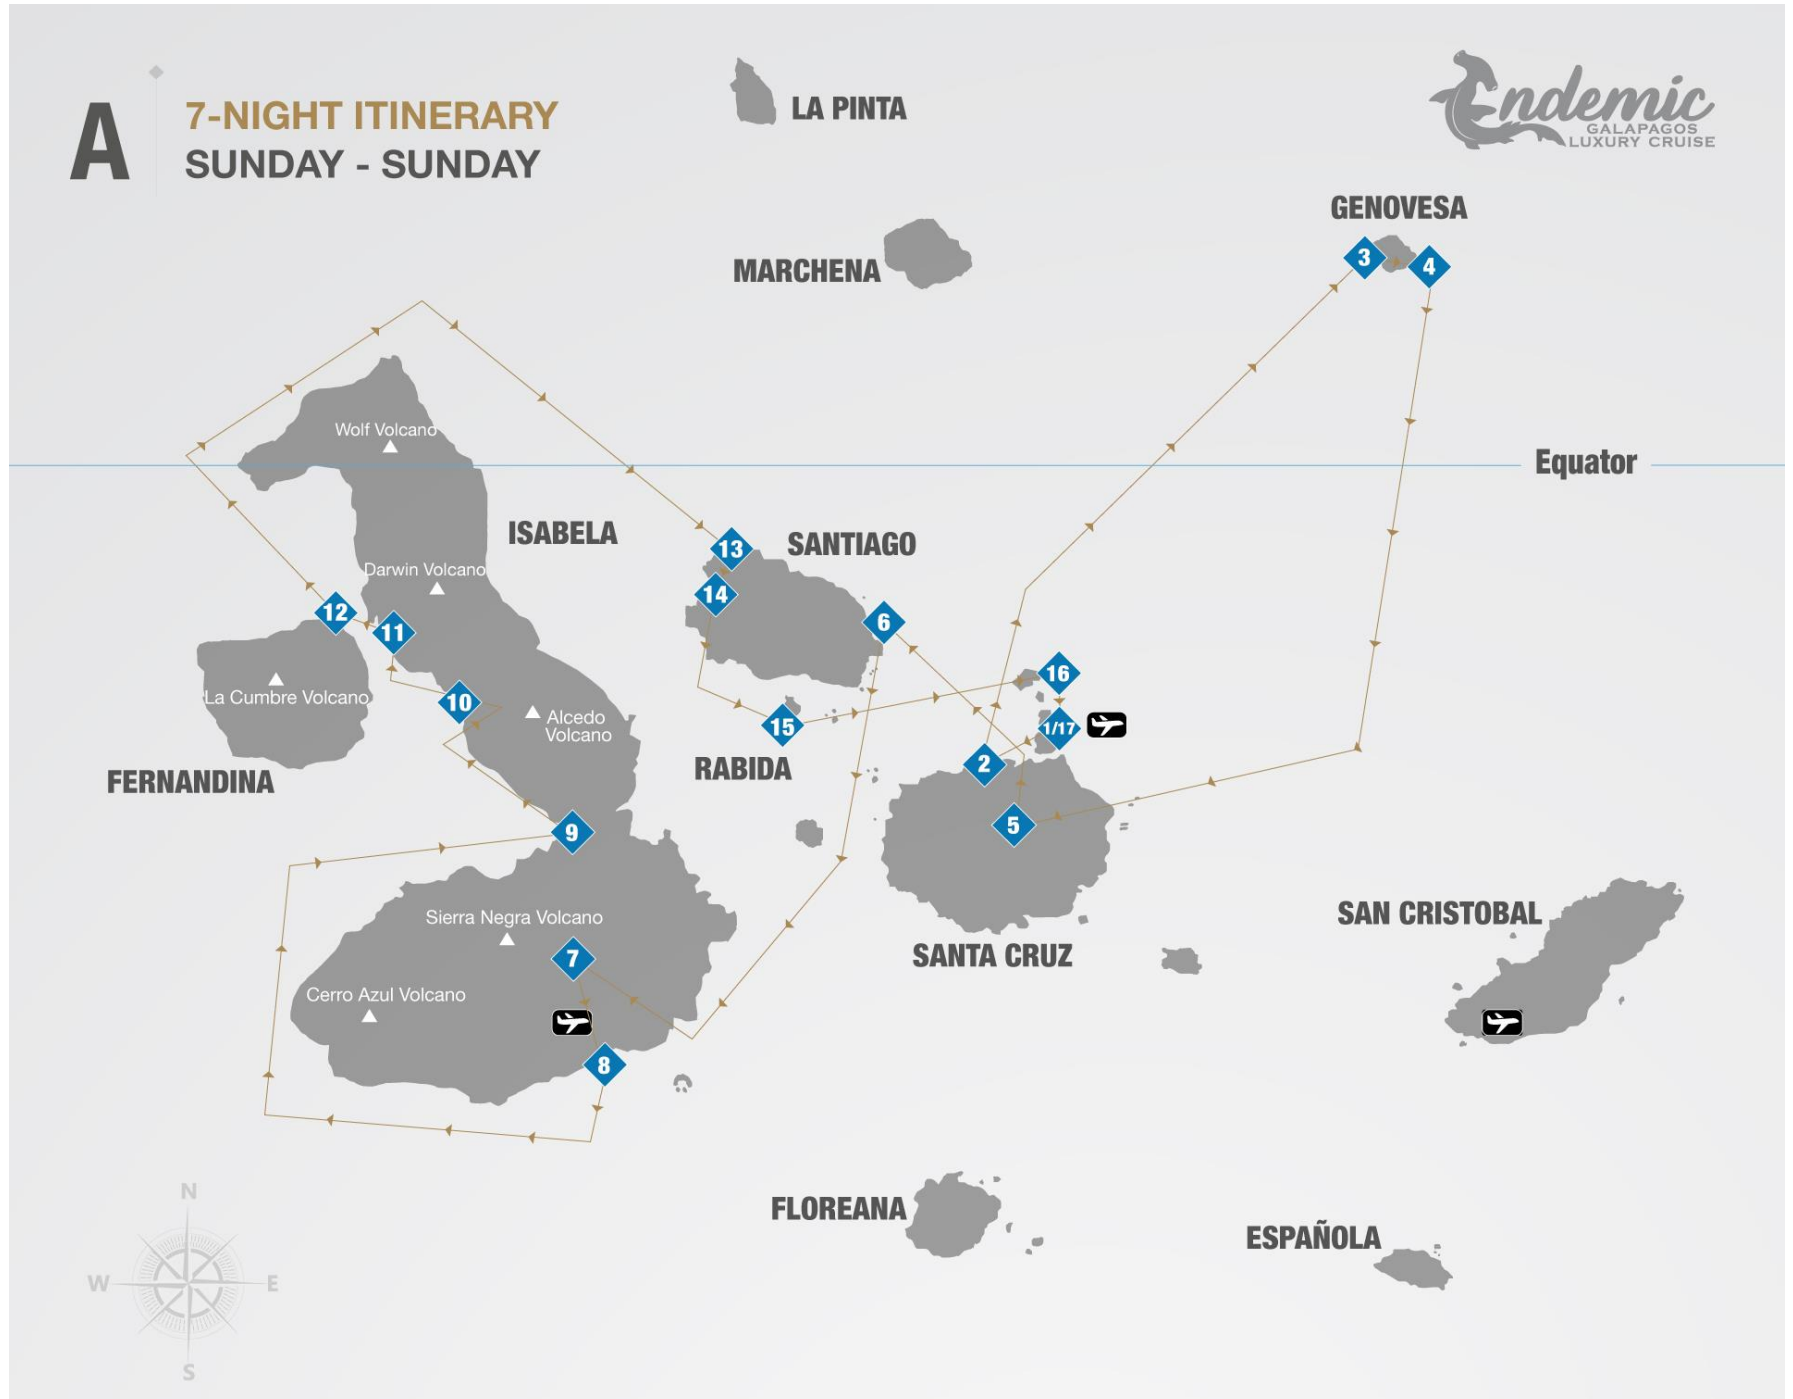 A
7-NIGHT ITINERARY
SUNDAY - SUNDAY
LA PINTA
Endemic
GALAPAGOS
LUXURY CRUISE
GENOVESA
3
4
MARCHENA
Wolf Volcano
Equator
ISABELA
13
SANTIAGO
Darwin Volcano
14
12
11
6
La Cumbre Volcano
10
16
Alcedo
Volcano
15
1/17
RABIDA
2
FERNANDINA
9
5
Sierra Negra Volcano
SAN CRISTOBAL
7
SANTA CRUZ
Cerro Azul Volcano
8
N
FLOREANA
ESPAÑOLA
W
E
S